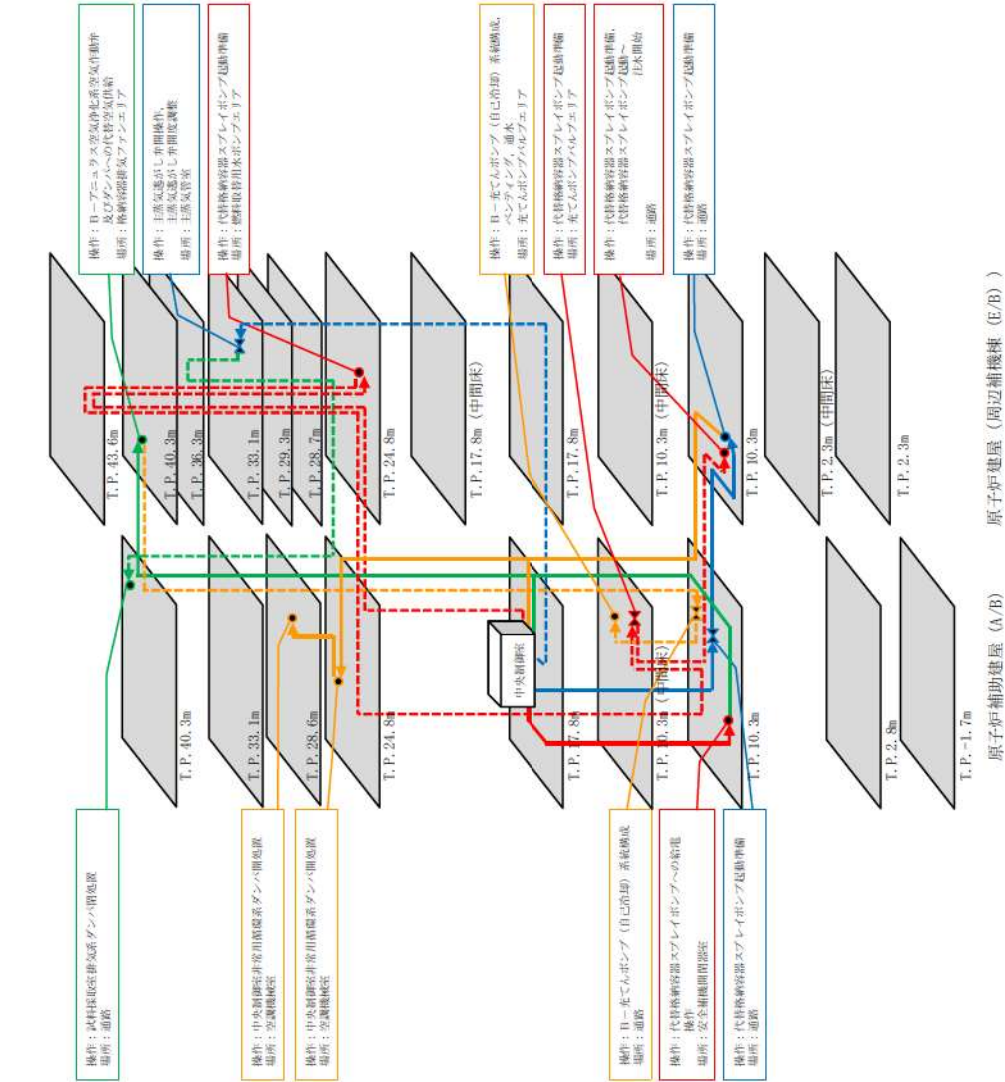 操作：B－アニュラス空気浄化系空気作動弁
及びダンパへの代替空気供給
場所：格納容器排気ファンエリア
操作：主蒸気逃がし弁開操作，
主蒸気逃がし弁開度調整
場所：主蒸気管室
操作：代替格納容器スプレイポンプ起動準備
場所：燃料取替用水ポンプエリア
操作：B－充てんポンプ（自己冷却）系統構成，
ベンティング，通水
場所：充てんポンプバルブエリア
操作：代替格納容器スプレイポンプ起動準備
場所：充てんポンプバルブエリア
操作：代替格納容器スプレイポンプ起動準備，
代替格納容器スプレイポンプ起動～
注水開始
場所：通路
操作：代替格納容器スプレイポンプ起動準備
場所：通路
T.P.43.6m
T.P.40.3m
T.P.36.3m
T.P.33.1m
T.P.29.3m
T.P.28.7m
T.P.24.8m
T.P.17.8m（中間床）
T.P.17.8m
T.P.10.3m（中間床）
T.P.10.3m
T.P.2.3m（中間床）
T.P.2.3m
原子炉建屋（周辺補機棟（E/B））
中央制御室
T.P.40.3m
T.P.33.1m
T.P.28.6m
T.P.24.8m
T.P.17.8m
T.P.10.3m（中間床）
T.P.10.3m
T.P.2.8m
T.P.-1.7m
原子炉補助建屋（A/B）
操作：試料採取室排気系ダンパ閉処置
場所：通路
操作：中央制御室非常用循環系ダンパ開処置
場所：空調機械室
操作：中央制御室非常用循環系ダンパ開処置
場所：空調機械室
操作：B－充てんポンプ（自己冷却）系統構成
場所：通路
操作：代替格納容器スプレイポンプへの給電
操作
場所：安全補機開閉器室
操作：代替格納容器スプレイポンプ起動準備
場所：通路